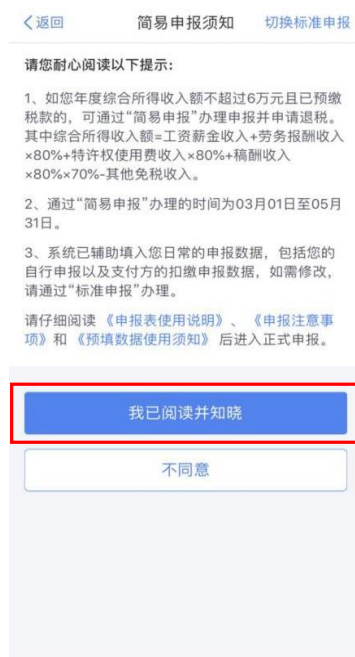 返回 简易申报须知 切换标准申报
请您耐心阅读以下提示：
1、如您年度综合所得收入额不超过6万元且已预缴
税款的，可通过“简易申报”办理申报并申请退税。
其中综合所得收入额=工资薪金收入+劳务报酬收入
×80%+特许权使用费收入×80%+稿酬收入
×80%×70%-其他免税收入。
2、通过“简易申报”办理的时间为03月01日至05月
31日。
3、系统已辅助填入您日常的申报数据，包括您的
自行申报以及支付方的扣缴申报数据，如需修改，
请通过“标准申报”办理。
请仔细阅读《申报表使用说明》、《申报注意事
项》和《预填数据使用须知》后进入正式申报。
我已阅读并知晓
不同意